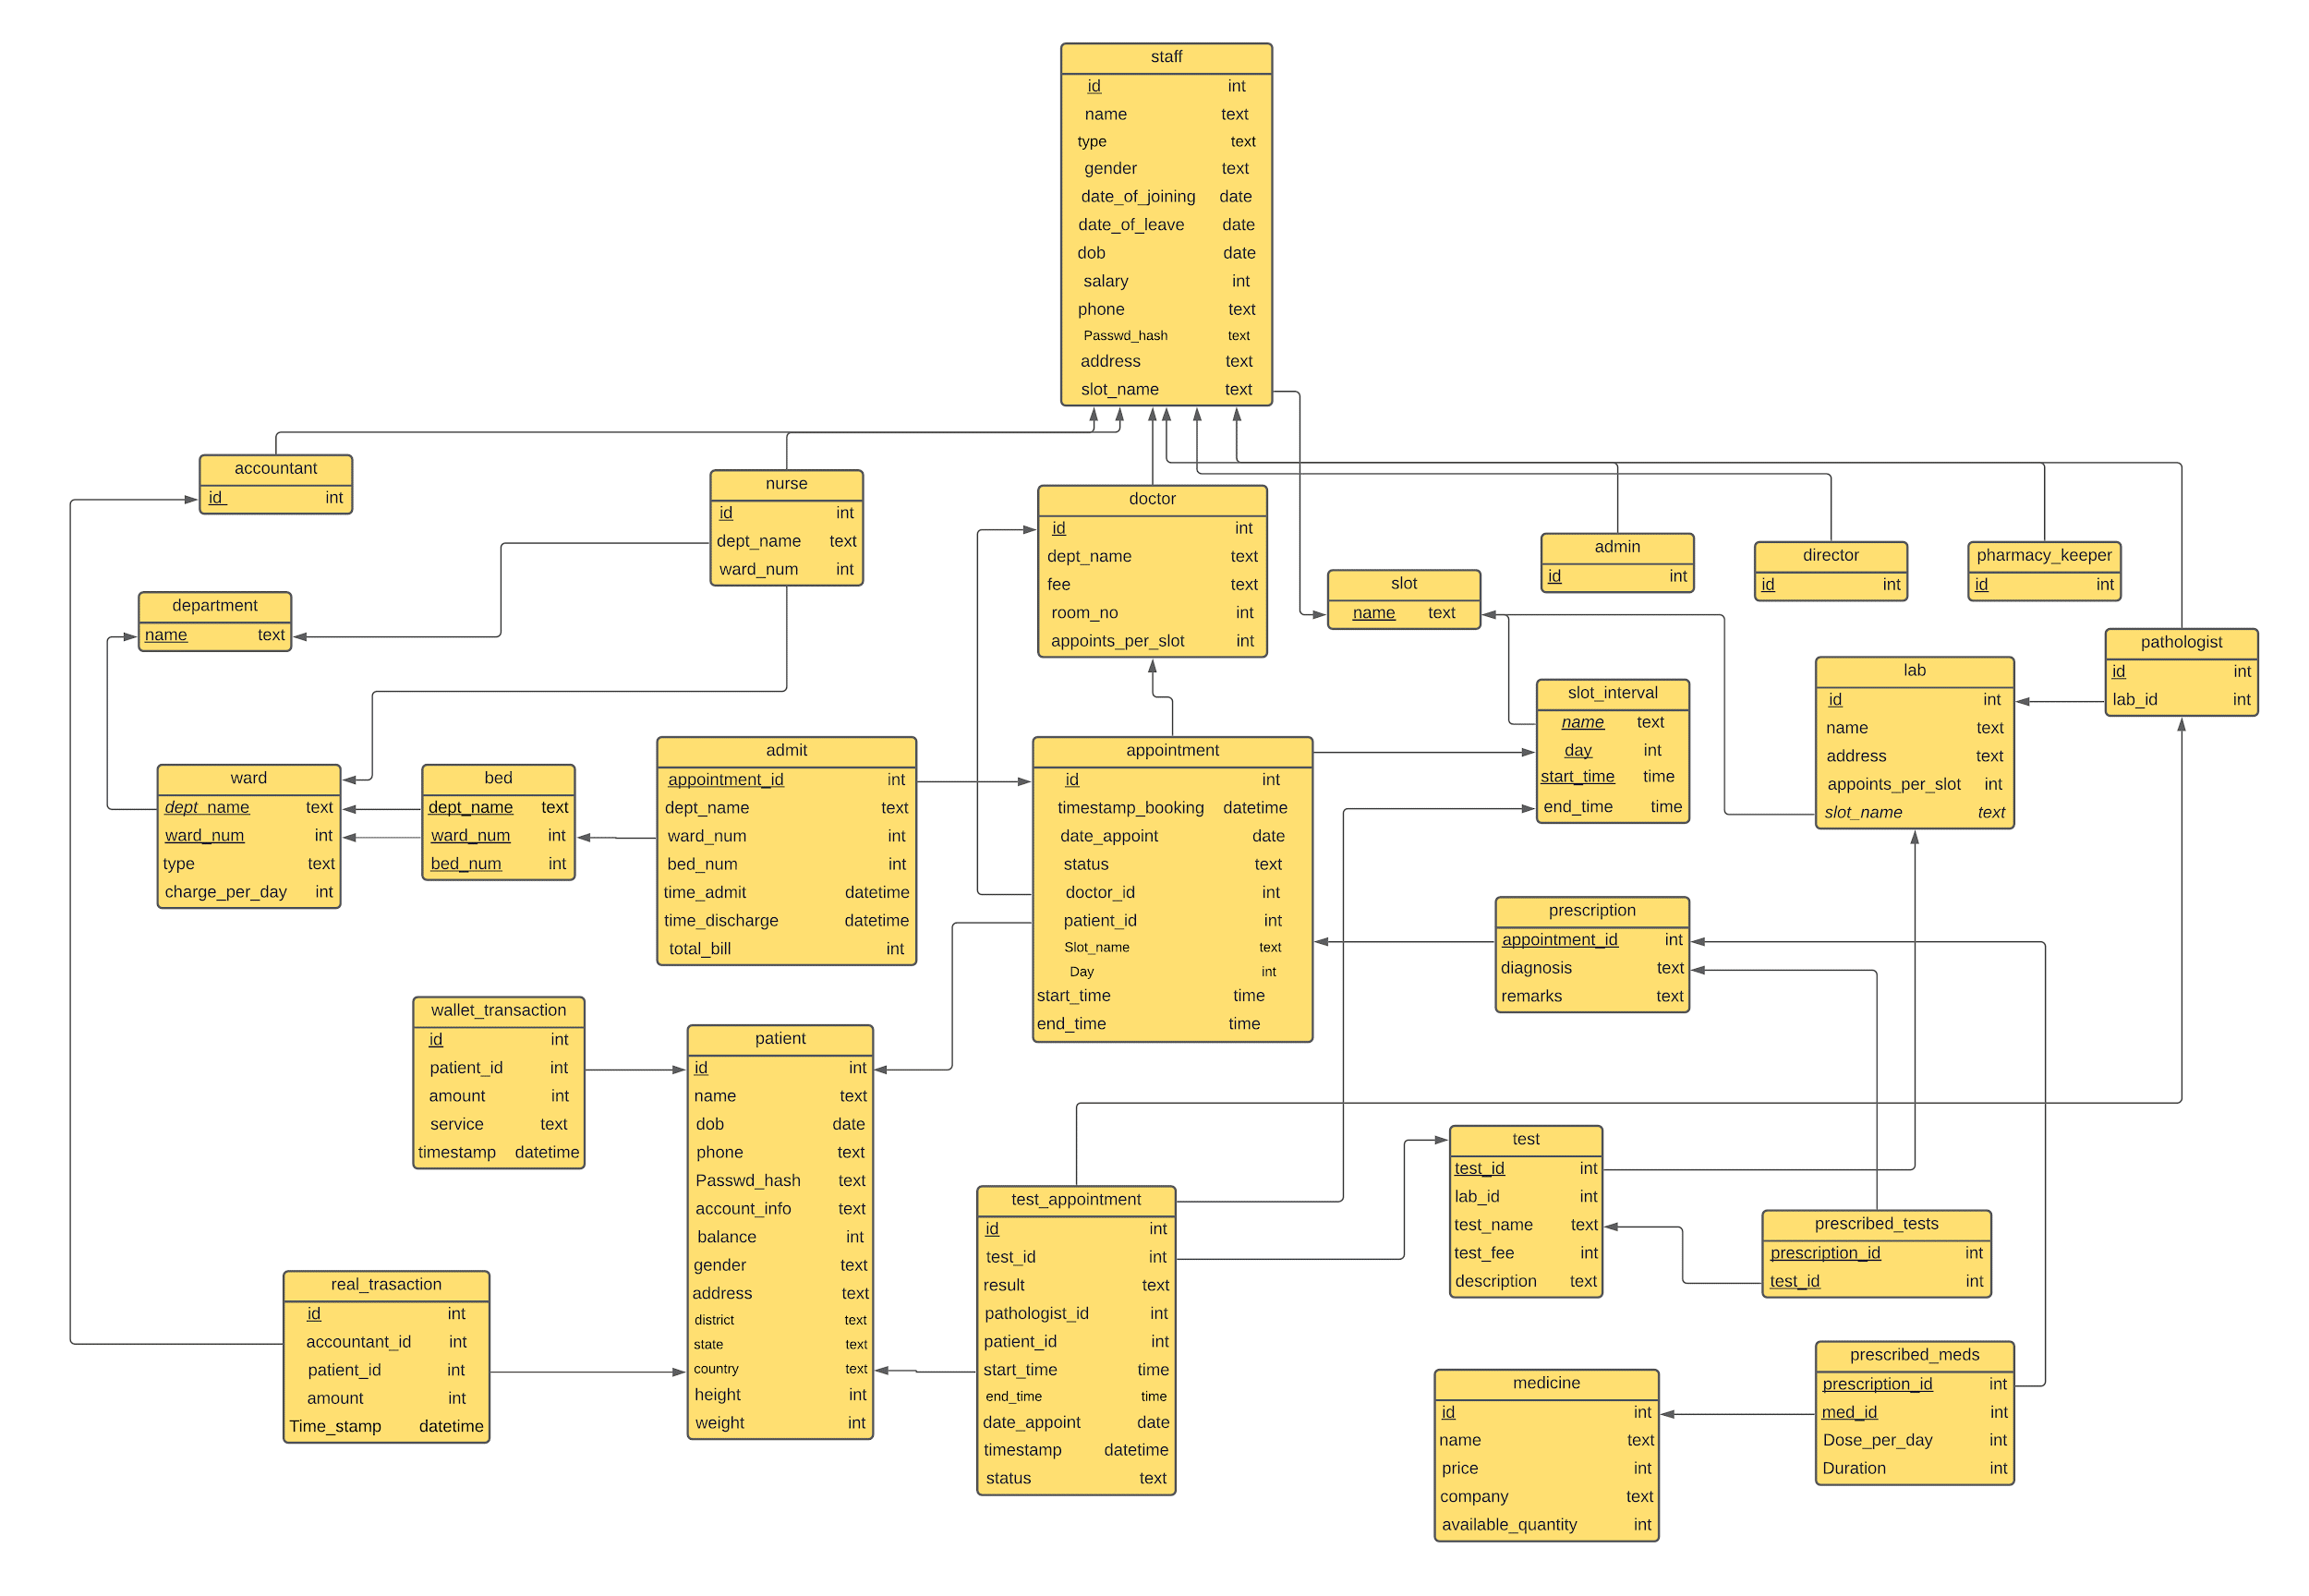 staff
id int
name text
type text
gender text
date_of_joining date
date_of_leave date
dob date
salary int
phone text
Passwd_hash text
address text
slot_name text
accountant
id int
nurse
id int
dept_name text
ward_num int
doctor
id int
dept_name text
fee text
room_no int
appoints_per_slot int
admin
id int
director
id int
pharmacy_keeper
id int
slot
name text
department
name text
pathologist
id int
lab_id int
lab
id int
name text
address text
appoints_per_slot int
slot_name text
slot_interval
name text
day int
start_time time
end_time time
ward
dept_name text
ward_num int
type text
charge_per_day int
bed
dept_name text
ward_num int
bed_num int
admit
appointment_id int
dept_name text
ward_num int
bed_num int
time_admit datetime
time_discharge datetime
total_bill int
appointment
id int
timestamp_booking datetime
date_appoint date
status text
doctor_id int
patient_id int
Slot_name text
Day int
start_time time
end_time time
prescription
appointment_id int
diagnosis text
remarks text
wallet_transaction
id int
patient_id int
amount int
service text
timestamp datetime
patient
id int
name text
dob date
phone text
Passwd_hash text
account_info text
balance int
gender text
address text
district text
state text
country text
height int
weight int
test_appointment
id int
test_id int
result text
pathologist_id int
patient_id int
start_time time
end_time time
date_appoint date
timestamp datetime
status text
test
test_id int
lab_id int
test_name text
test_fee int
description text
prescribed_tests
prescription_id int
test_id int
real_trasaction
id int
accountant_id int
patient_id int
amount int
Time_stamp datetime
medicine
id int
name text
price int
company text
available_quantity int
prescribed_meds
prescription_id int
med_id int
Dose_per_day int
Duration int